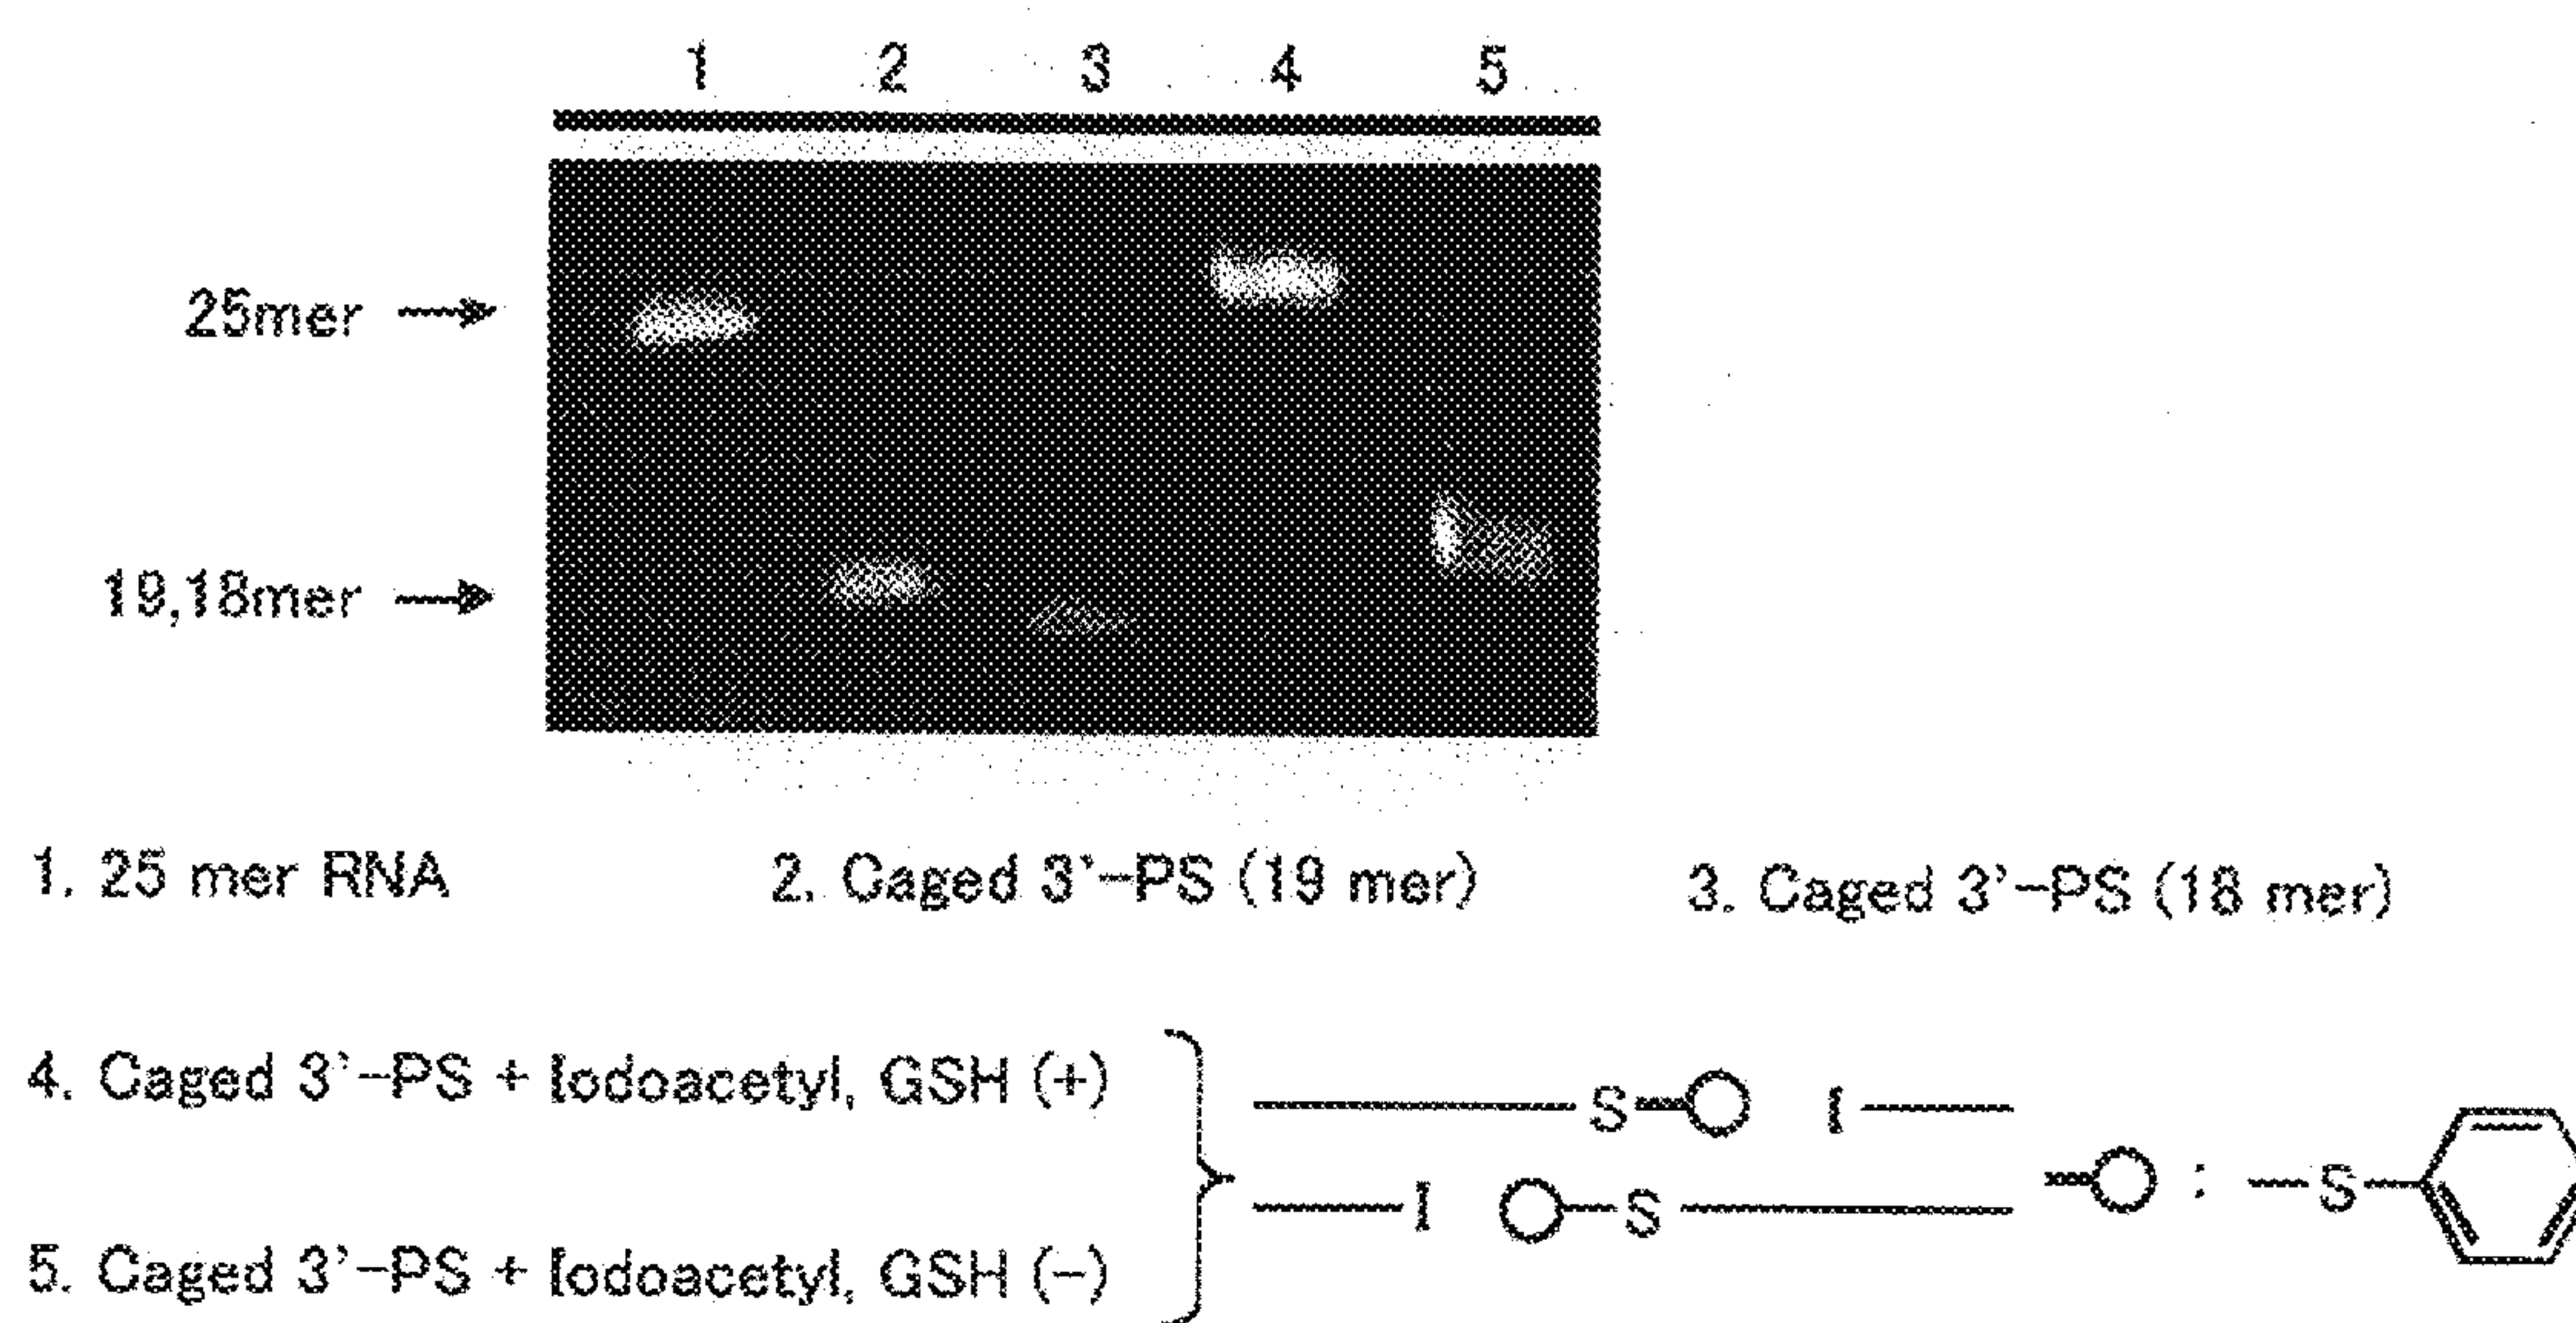 1 2 3 4 5
25mer
19,18mer
1. 25 mer RNA 2. Caged 3'-PS (19 mer) 3. Caged 3'-PS (18 mer)
4. Caged 3'-PS + Iodoacetyl, GSH (+)
S I
I S : S
5. Caged 3'-PS + Iodoacetyl, GSH (-)